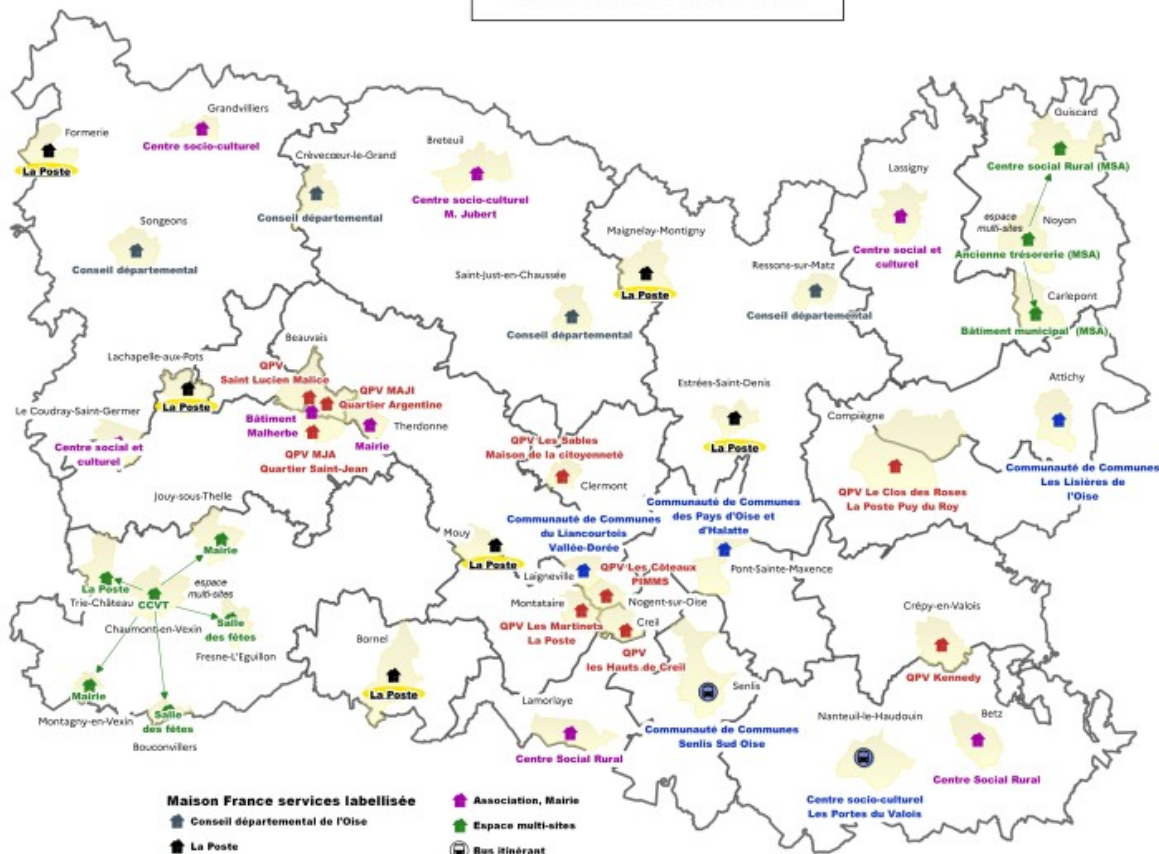 Formerie
La Poste
Grandvilliers
Centre socio-culturel
Crèvecœur-le-Grand
Conseil départemental
Breteuil
Centre socio-culturel
M. Jubert
Songeons
Conseil départemental
Maignelay-Montigny
La Poste
Saint-Just-en-Chaussée
Conseil départemental
Ressons-sur-Matz
Conseil départemental
Lassigny
Centre social et
culturel
Guiscard
Centre social Rural (MSA)
espace
multi-sites
Noyon
Ancienne trésorerie (MSA)
Carlepont
Bâtiment municipal (MSA)
Lachapelle-aux-Pots
La Poste
Le Coudray-Saint-Germer
Centre social et
culturel
Beauvais
QPV
Saint Lucien Malice
QPV MAJI
Quartier Argentine
Bâtiment
Malherbe
Therdonne
Mairie
QPV MJA
Quartier Saint-Jean
Estrées-Saint-Denis
La Poste
QPV Les Sables
Maison de la citoyenneté
Clermont
Compiègne
QPV Le Clos des Roses
La Poste Puy du Roy
Attichy
Communauté de Communes
Les Lisières de
l'Oise
Jouy-sous-Thelle
Mairie
La Poste
Trie-Château
espace
multi-sites
CCVT
Chaumont-en-Vexin
Salle
des fêtes
Fresne-L'Eguillon
Mairie
Montagny-en-Vexin
Salle
des fêtes
Bouconvillers
Mouy
La Poste
Communauté de Communes
du Liancourtois
Vallée-Dorée
Laigneville
Communauté de Communes
des Pays d'Oise et
d'Halatte
Pont-Sainte-Maxence
QPV Les Côteaux
PIMMS
Nogent-sur-Oise
Montataire
QPV Les Martinets
La Poste
Creil
QPV
les Hauts de Creil
Bornel
La Poste
Lamorlaye
Centre Social Rural
Senlis
Communauté de Communes
Senlis Sud Oise
Crépy-en-Valois
QPV Kennedy
Nanteuil-le-Haudouin
Centre socio-culturel
Les Portes du Valois
Betz
Centre Social Rural
Maison France services labellisée
Conseil départemental de l'Oise
La Poste
Association, Mairie
Espace multi-sites
Bus itinérant